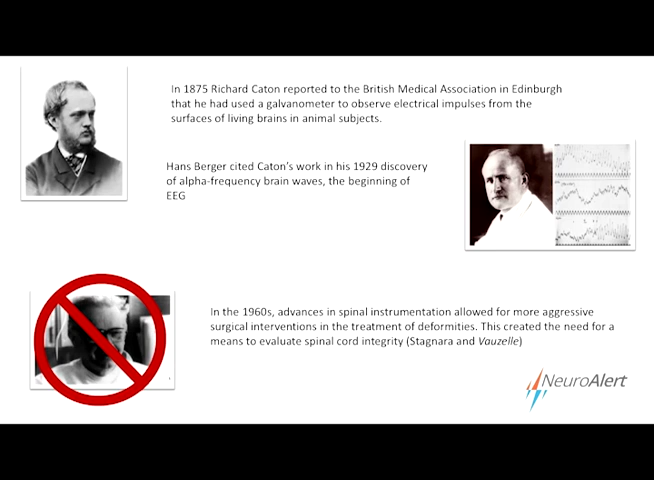 In 1875 Richard Caton reported to the British Medical Association in Edinburgh
that he had used a galvanometer to observe electrical impulses from the
surfaces of living brains in animal subjects.
Hans Berger cited Caton's work in his 1929 discovery
of alpha-frequency brain waves, the beginning of
EEG
In the 1960s, advances in spinal instrumentation allowed for more aggressive
surgical interventions in the treatment of deformities. This created the need for a
means to evaluate spinal cord integrity (Stagnara and Vauzelle)
NeuroAlert